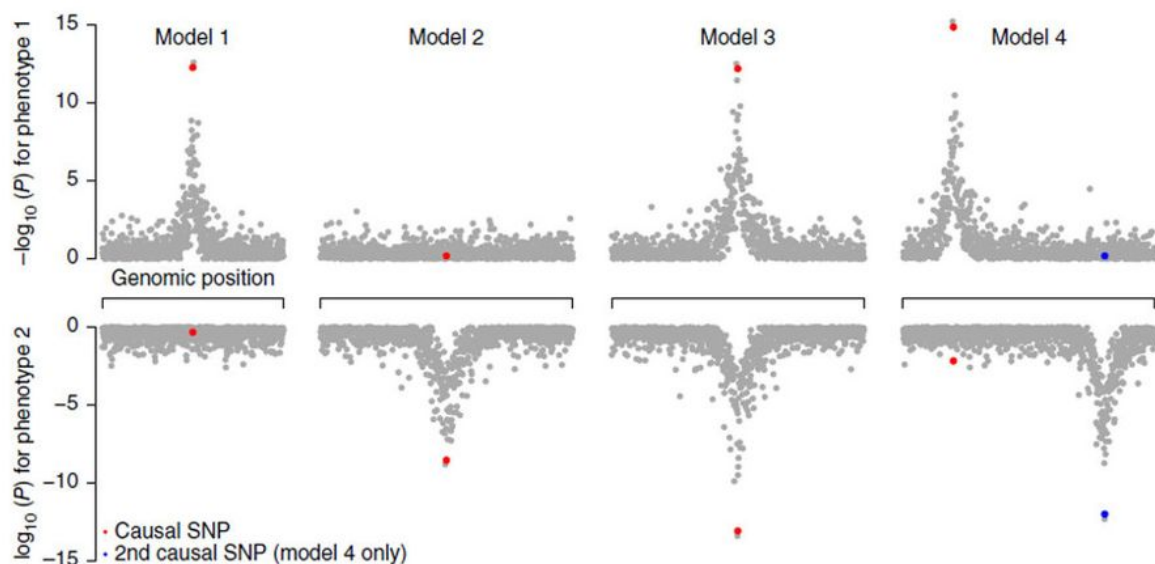 Model 1 Model 2 Model 3 Model 4
−log10 (P) for phenotype 1
15
10
5
0
Genomic position
log10 (P) for phenotype 2
0
−5
−10
−15
Causal SNP
2nd causal SNP (model 4 only)